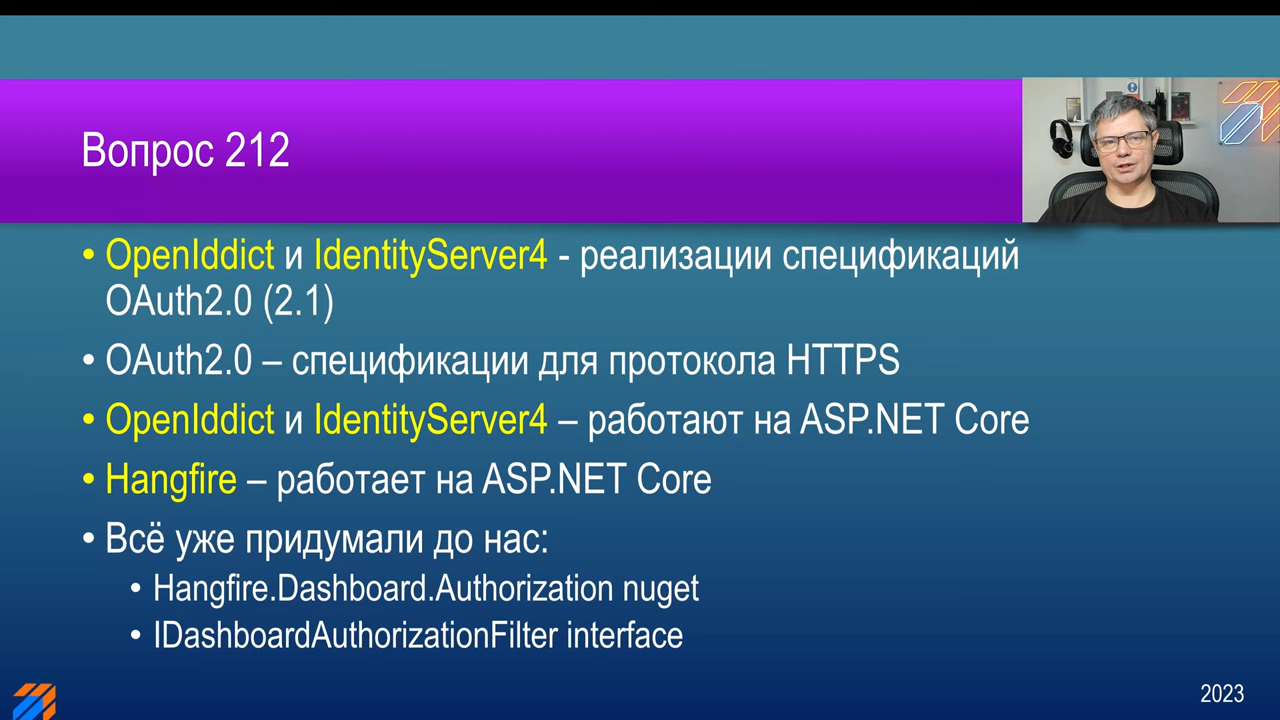 Вопрос 212
• OpenIddict и IdentityServer4 - реализации спецификаций
OAuth2.0 (2.1)
• OAuth2.0 – спецификации для протокола HTTPS
• OpenIddict и IdentityServer4 – работают на ASP.NET Core
• Hangfire – работает на ASP.NET Core
• Всё уже придумали до нас:
• Hangfire.Dashboard.Authorization nuget
• IDashboardAuthorizationFilter interface
2023